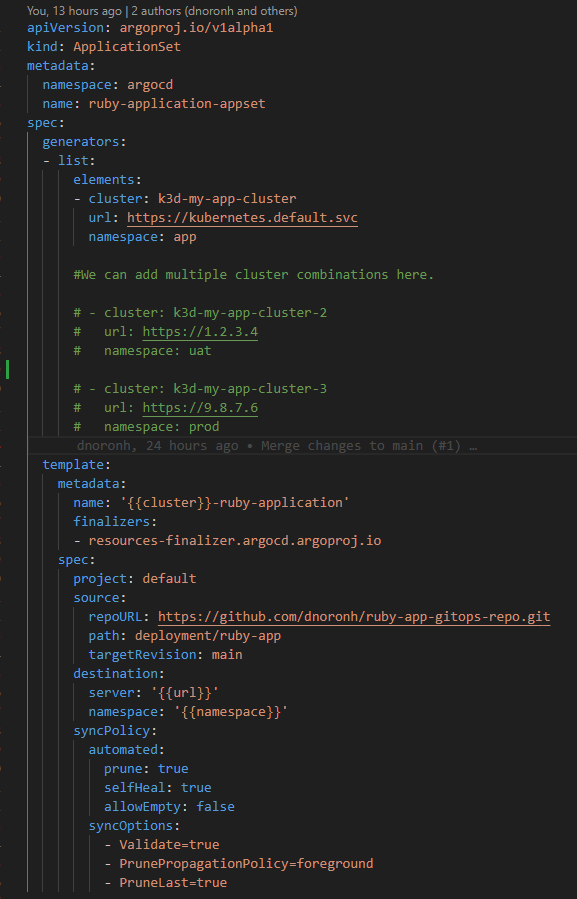 You, 13 hours ago | 2 authors (dnoronh and others)
apiVersion: argoproj.io/v1alpha1
kind: ApplicationSet
metadata:
  namespace: argocd
  name: ruby-application-appset
spec:
  generators:
  - list:
      elements:
      - cluster: k3d-my-app-cluster
        url: https://kubernetes.default.svc
        namespace: app

      #We can add multiple cluster combinations here.

      # - cluster: k3d-my-app-cluster-2
      #   url: https://1.2.3.4
      #   namespace: uat

      # - cluster: k3d-my-app-cluster-3
      #   url: https://9.8.7.6
      #   namespace: prod
      dnoronh, 24 hours ago • Merge changes to main (#1) …
  template:
    metadata:
      name: '{{cluster}}-ruby-application'
      finalizers:
      - resources-finalizer.argocd.argoproj.io
    spec:
      project: default
      source:
        repoURL: https://github.com/dnoronh/ruby-app-gitops-repo.git
        path: deployment/ruby-app
        targetRevision: main
      destination:
        server: '{{url}}'
        namespace: '{{namespace}}'
      syncPolicy:
        automated:
          prune: true
          selfHeal: true
          allowEmpty: false
        syncOptions:
          - Validate=true
          - PrunePropagationPolicy=foreground
          - PruneLast=true